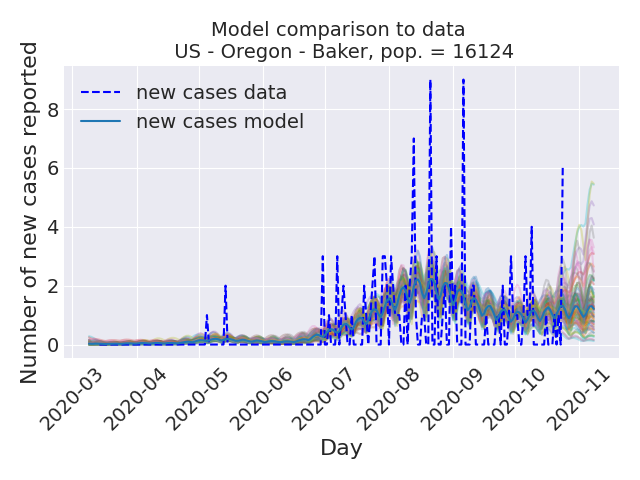 Model comparison to data
US - Oregon - Baker, pop. = 16124
Number of new cases reported
new cases data
new cases model
8
6
4
2
0
2020-03
2020-04
2020-05
2020-06
2020-07
2020-08
2020-09
2020-10
2020-11
Day